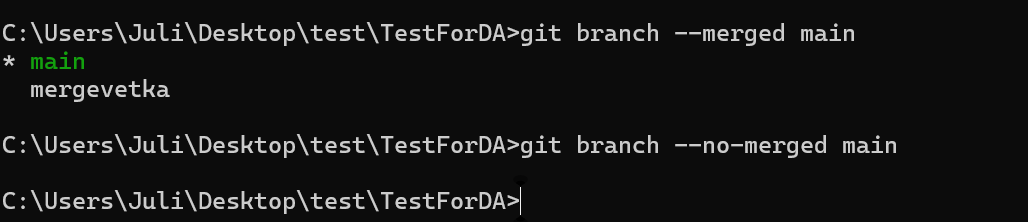 C:\Users\Juli\Desktop\test\TestForDA>git branch --merged main
* main
  mergevetka
C:\Users\Juli\Desktop\test\TestForDA>git branch --no-merged main
C:\Users\Juli\Desktop\test\TestForDA>